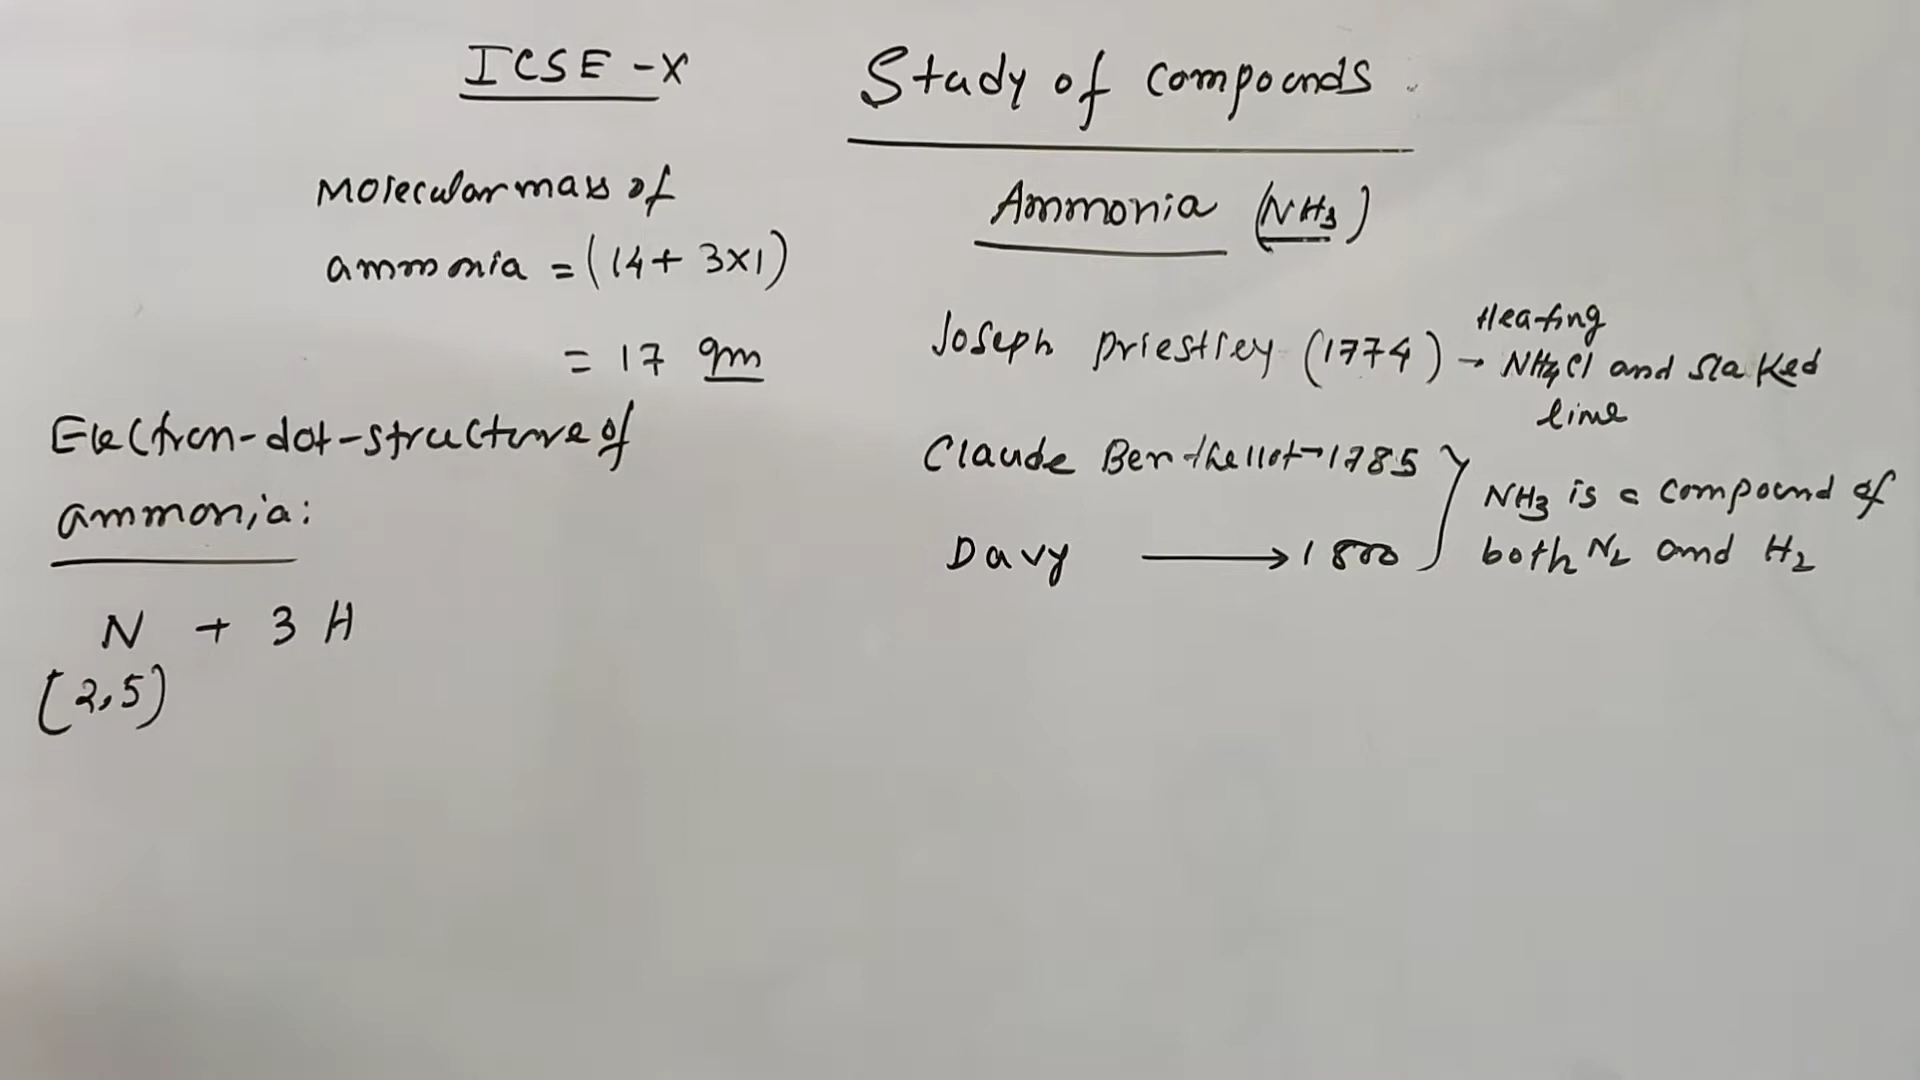 ICSE-X
Study of compounds
Molecular mass of
ammonia = (14+ 3x1)
= 17 gm
Ammonia (NH3)
Joseph priestley (1774) → Heating
NH4Cl and slaked
lime
Claude Berthellot→1785
Davy → 1800
NH3 is a compound of
both N2 and H2
Electron-dot-structure of
ammonia:
N + 3 H
(2,5)